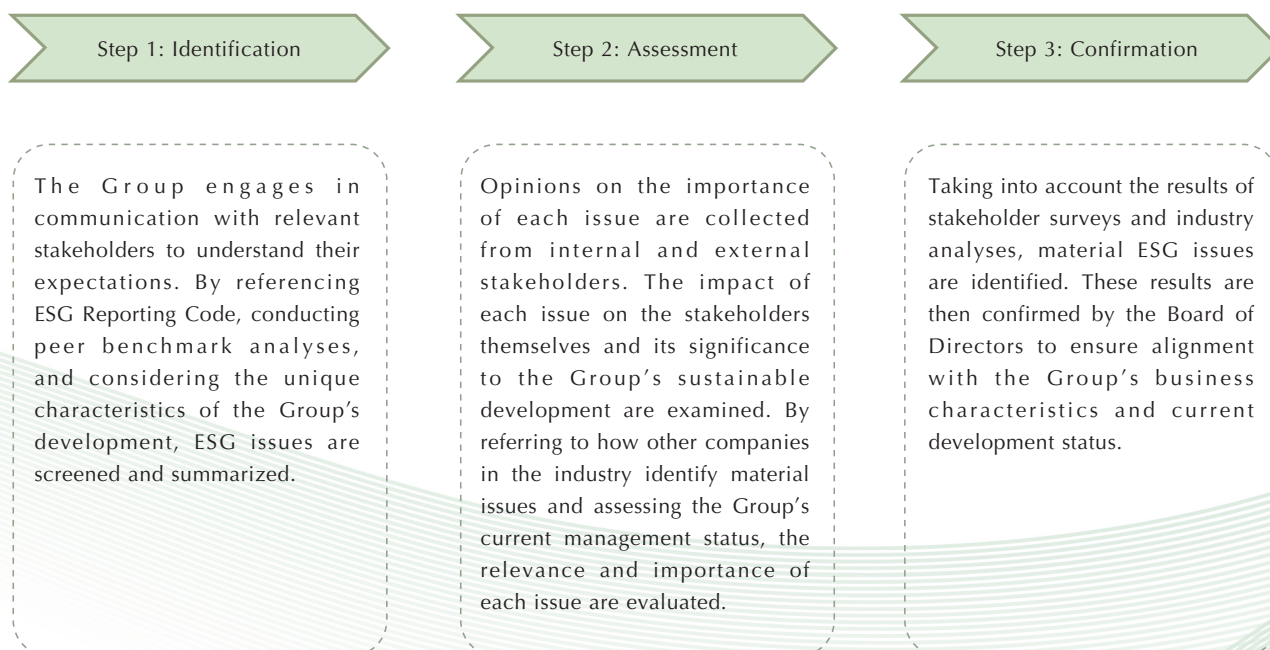 Step 1: Identification
The Group engages in
communication with relevant
stakeholders to understand their
expectations. By referencing
ESG Reporting Code, conducting
peer benchmark analyses,
and considering the unique
characteristics of the Group's
development, ESG issues are
screened and summarized.
Step 2: Assessment
Opinions on the importance
of each issue are collected
from internal and external
stakeholders. The impact of
each issue on the stakeholders
themselves and its significance
to the Group's sustainable
development are examined. By
referring to how other companies
in the industry identify material
issues and assessing the Group's
current management status, the
relevance and importance of
each issue are evaluated.
Step 3: Confirmation
Taking into account the results of
stakeholder surveys and industry
analyses, material ESG issues
are identified. These results are
then confirmed by the Board of
Directors to ensure alignment
with the Group's business
characteristics and current
development status.